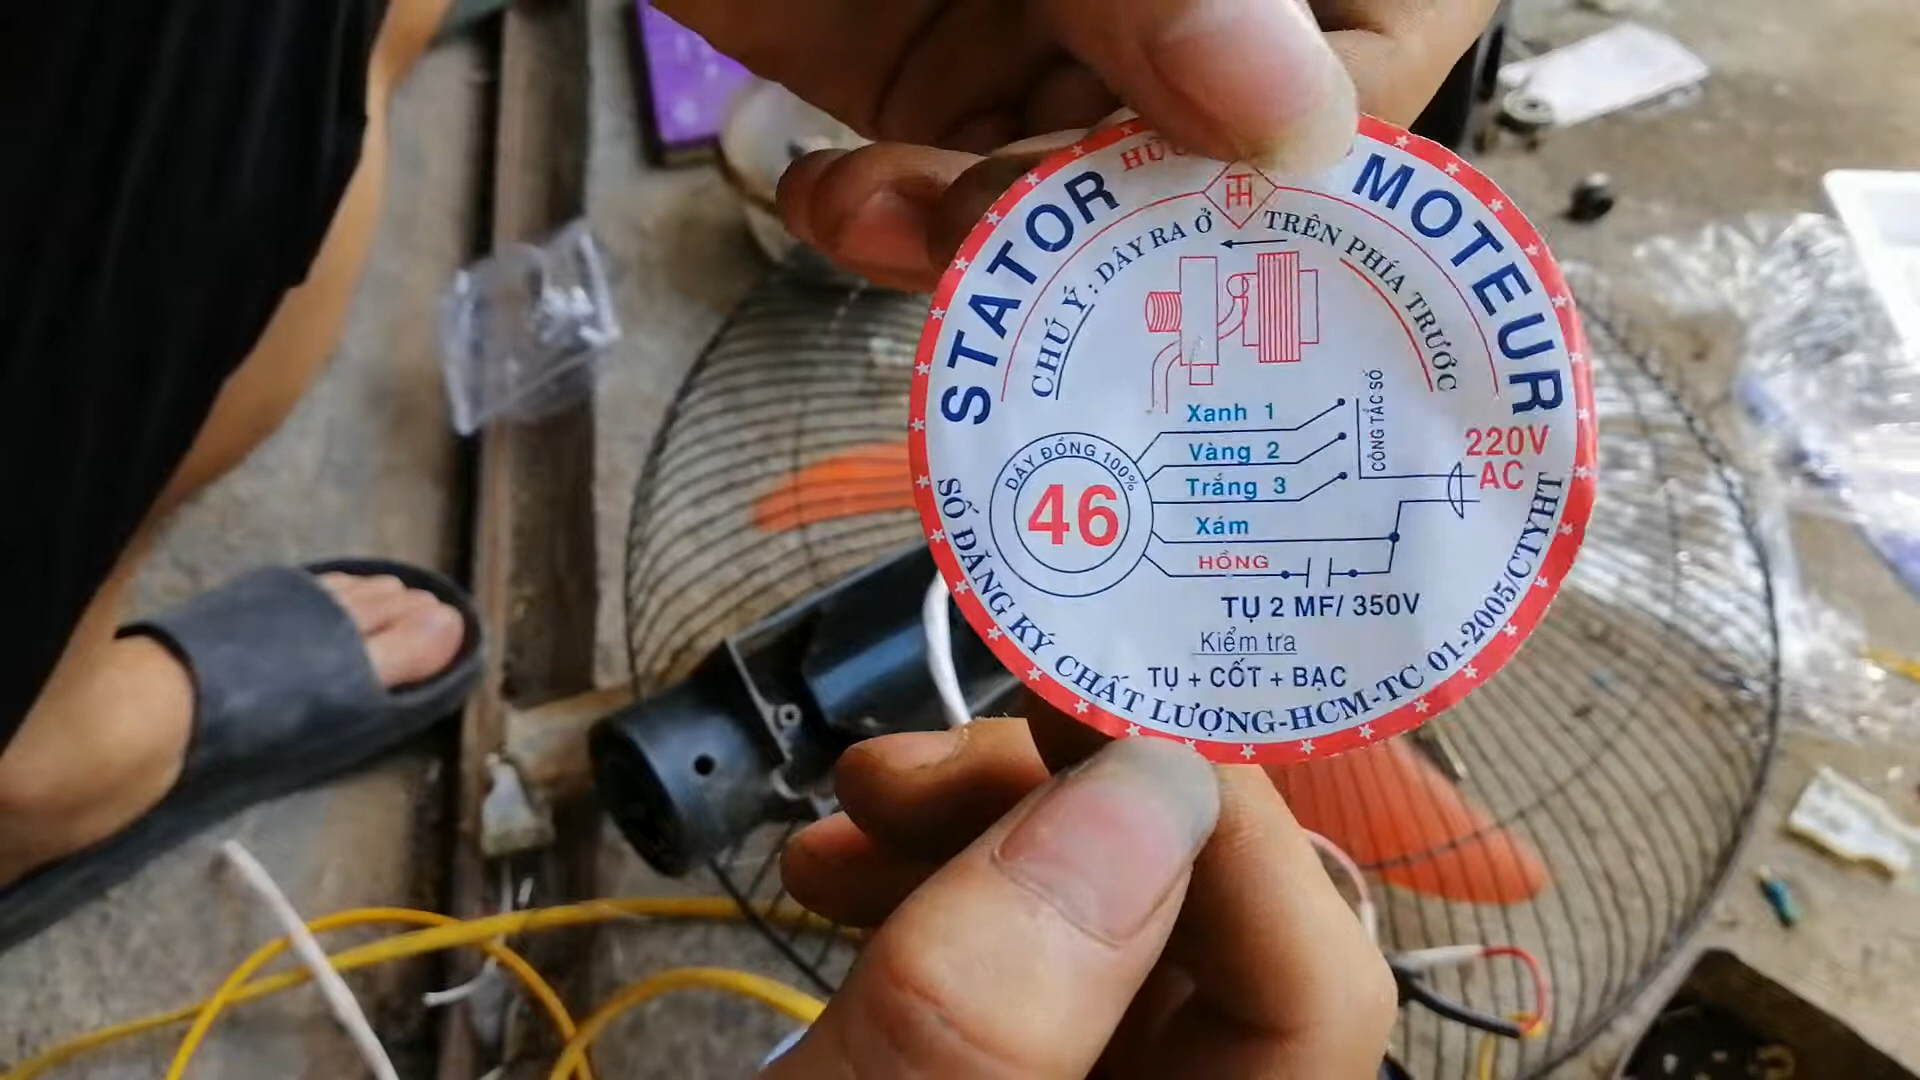 STATOR MOTEUR
TH
CHÚ Ý : DÂY RA Ở TRÊN PHÍA TRƯỚC
Xanh 1
Vàng 2
Trắng 3
Xám
HỒNG
CÔNG TẮC SỐ
220V
AC
DÂY ĐỒNG 100%
46
TỤ 2 MF/ 350V
Kiểm tra
TỤ + CỐT + BẠC
SỐ ĐĂNG KÝ CHẤT LƯỢNG-HCM-TC 01-2005/CTYHT